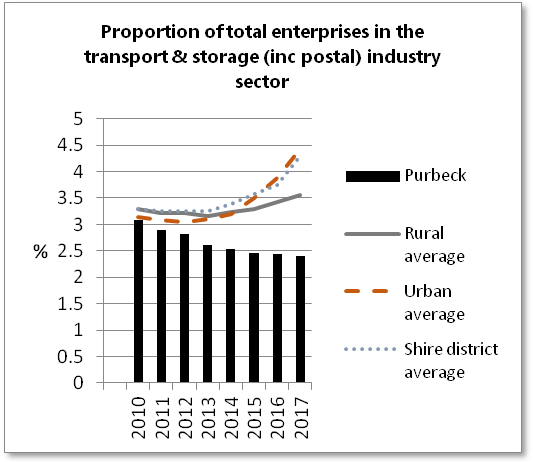 Proportion of total enterprises in the
transport & storage (inc postal) industry
sector
5
4.5
4
3.5
3
2.5
2
1.5
1
0.5
0
%
2010
2011
2012
2013
2014
2015
2016
2017
Purbeck
Rural
average
Urban
average
Shire district
average